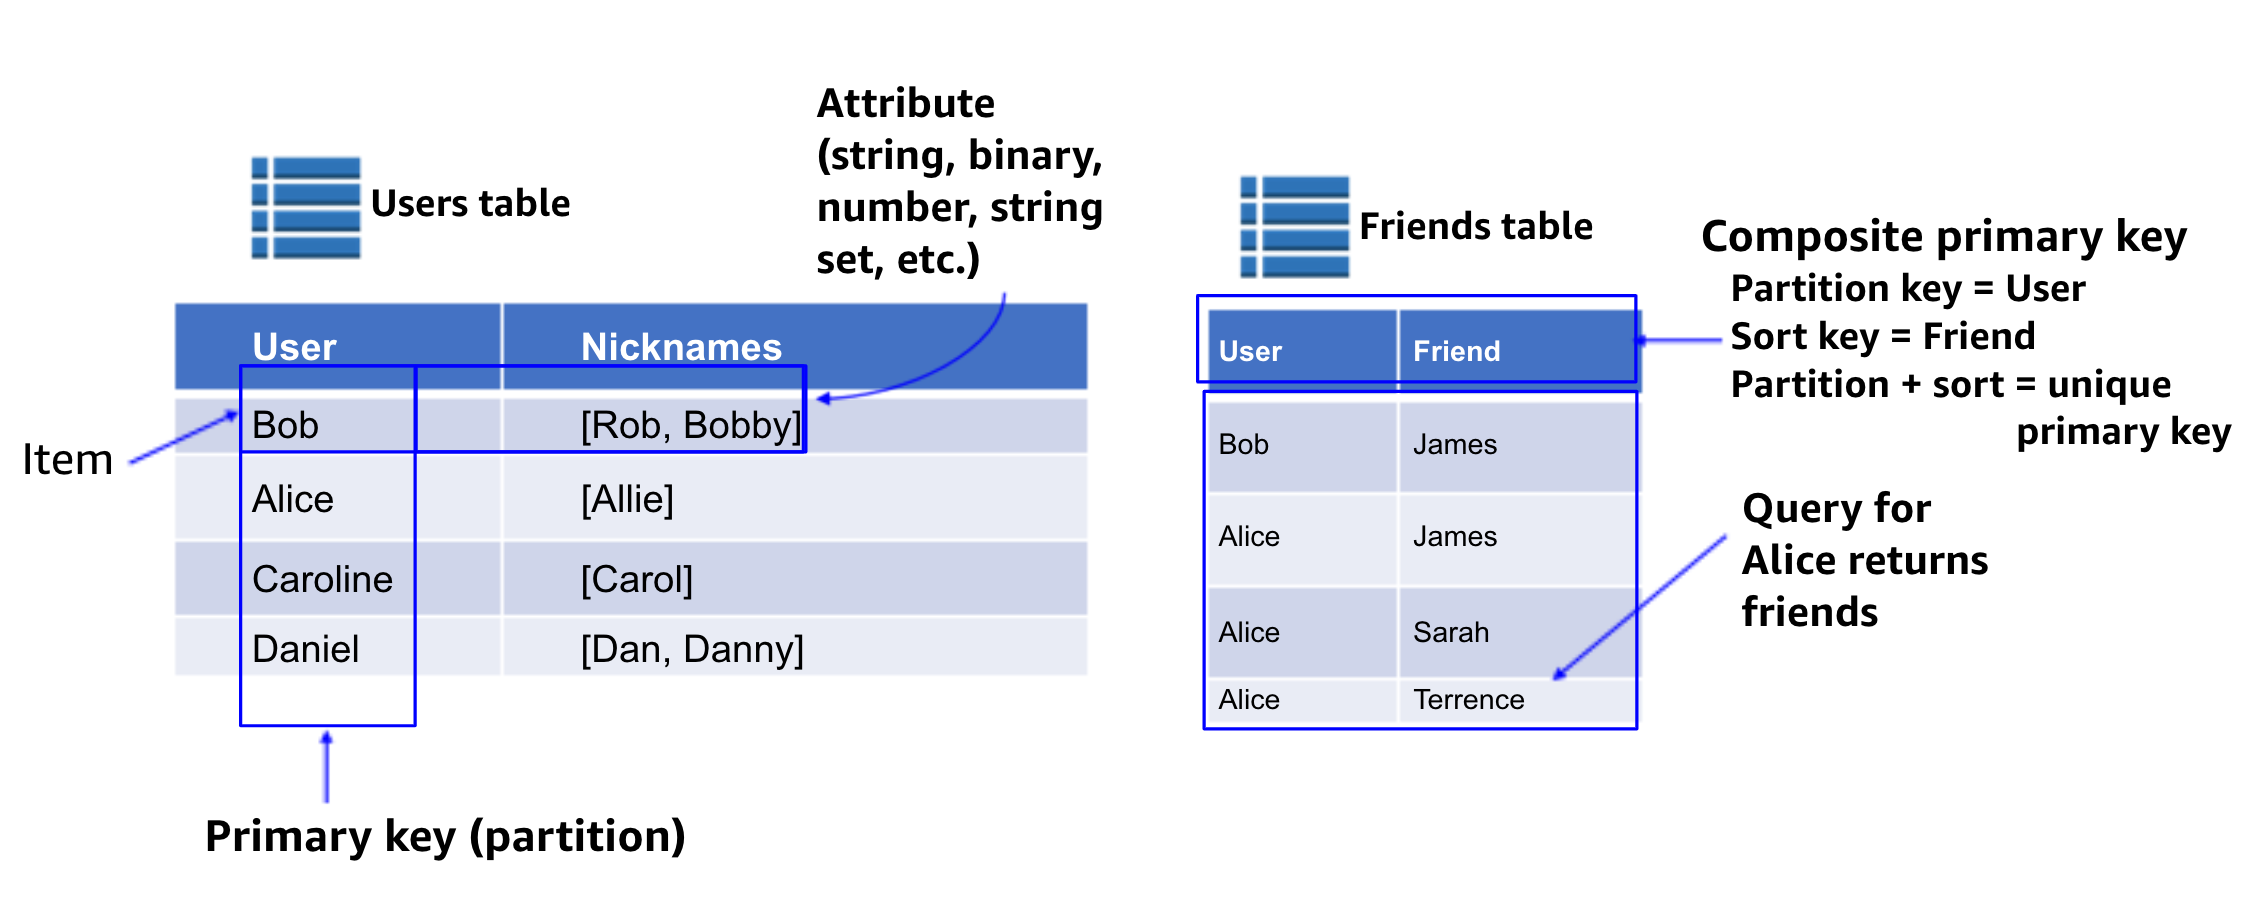 Attribute
(string, binary,
number, string
set, etc.)
Users table
User Nicknames
Bob [Rob, Bobby]
Alice [Allie]
Caroline [Carol]
Daniel [Dan, Danny]
Item
Primary key (partition)
Friends table
User Friend
Bob James
Alice James
Alice Sarah
Alice Terrence
Composite primary key
Partition key = User
Sort key = Friend
Partition + sort = unique
primary key
Query for
Alice returns
friends